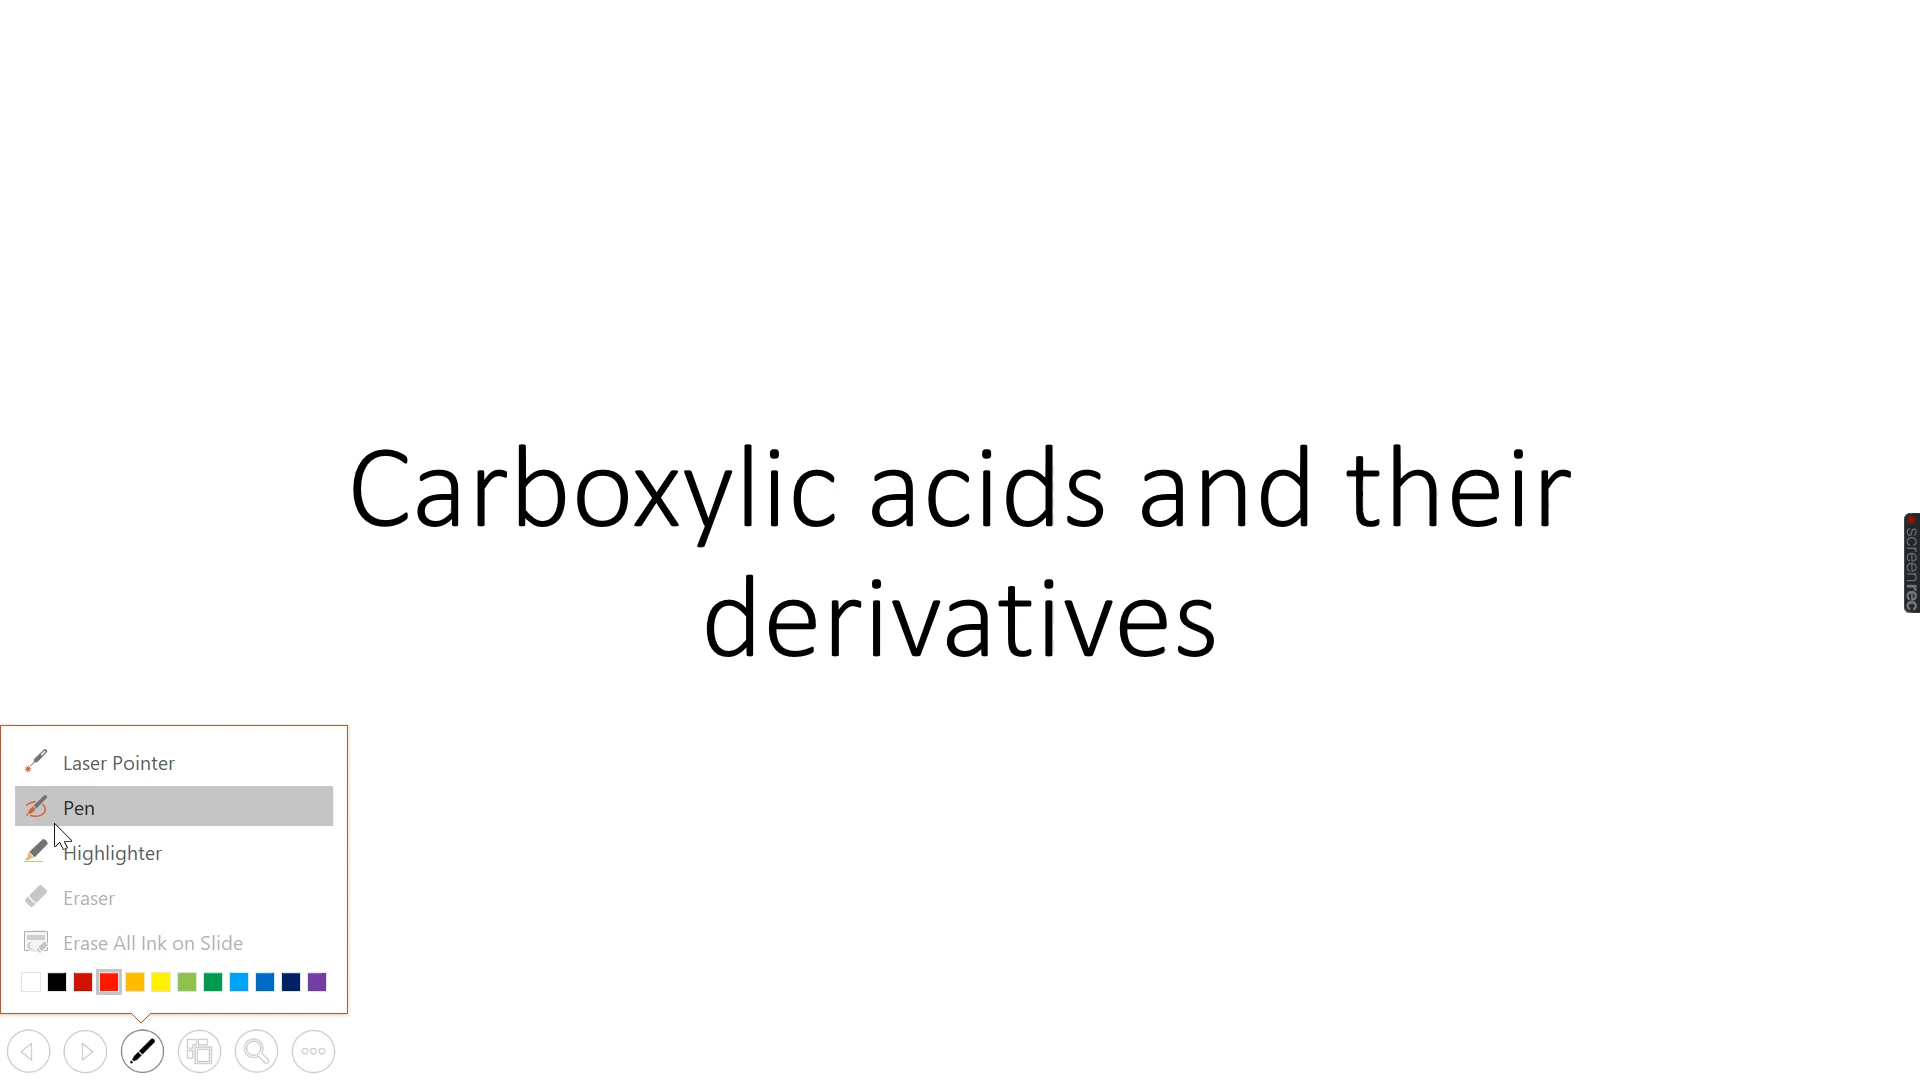 Carboxylic acids and their
derivatives
screenrec
Laser Pointer
Pen
Highlighter
Eraser
Erase All Ink on Slide